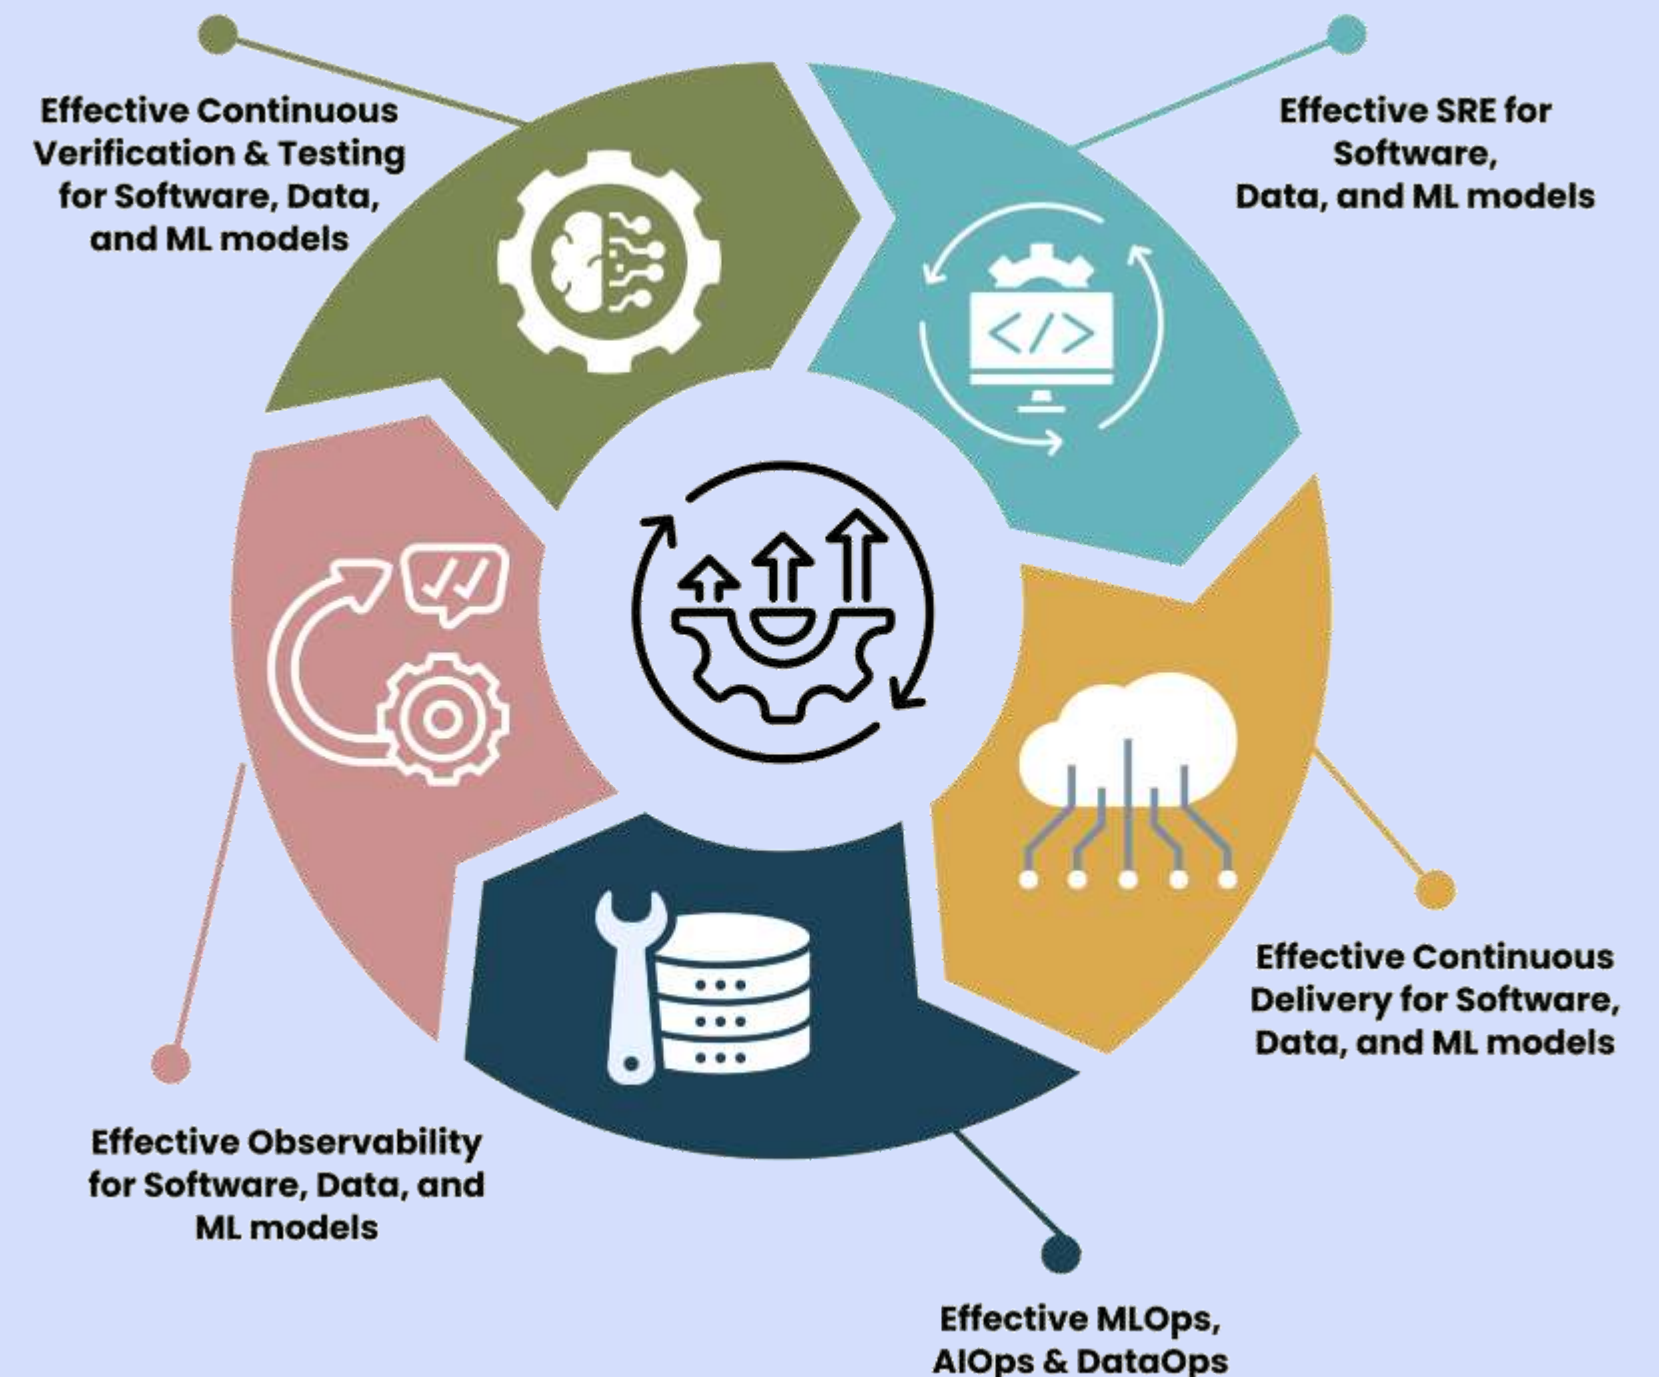 Effective Continuous
Verification & Testing
for Software, Data,
and ML models
Effective SRE for
Software,
Data, and ML models
</>
Effective Continuous
Delivery for Software,
Data, and ML models
Effective Observability
for Software, Data, and
ML models
Effective MLOps,
AIOps & DataOps